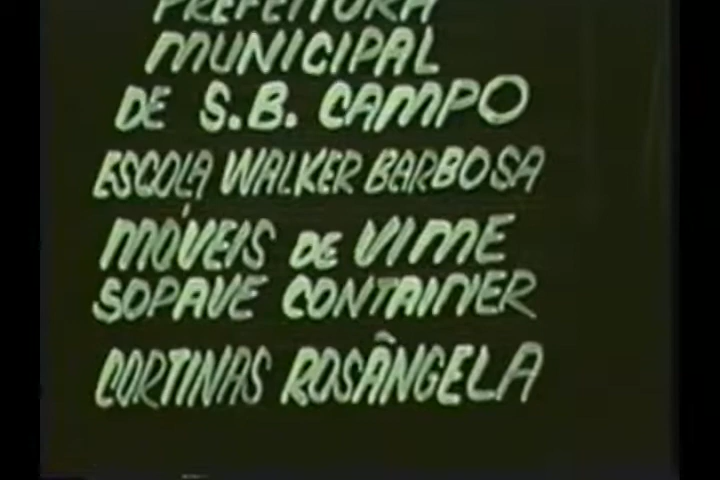 PREFEITURA
MUNICIPAL
DE S.B. CAMPO
ESCOLA WALKER BARBOSA
MÓVEIS DE VIME
SOPAVE CONTAINER
CORTINAS ROSÂNGELA